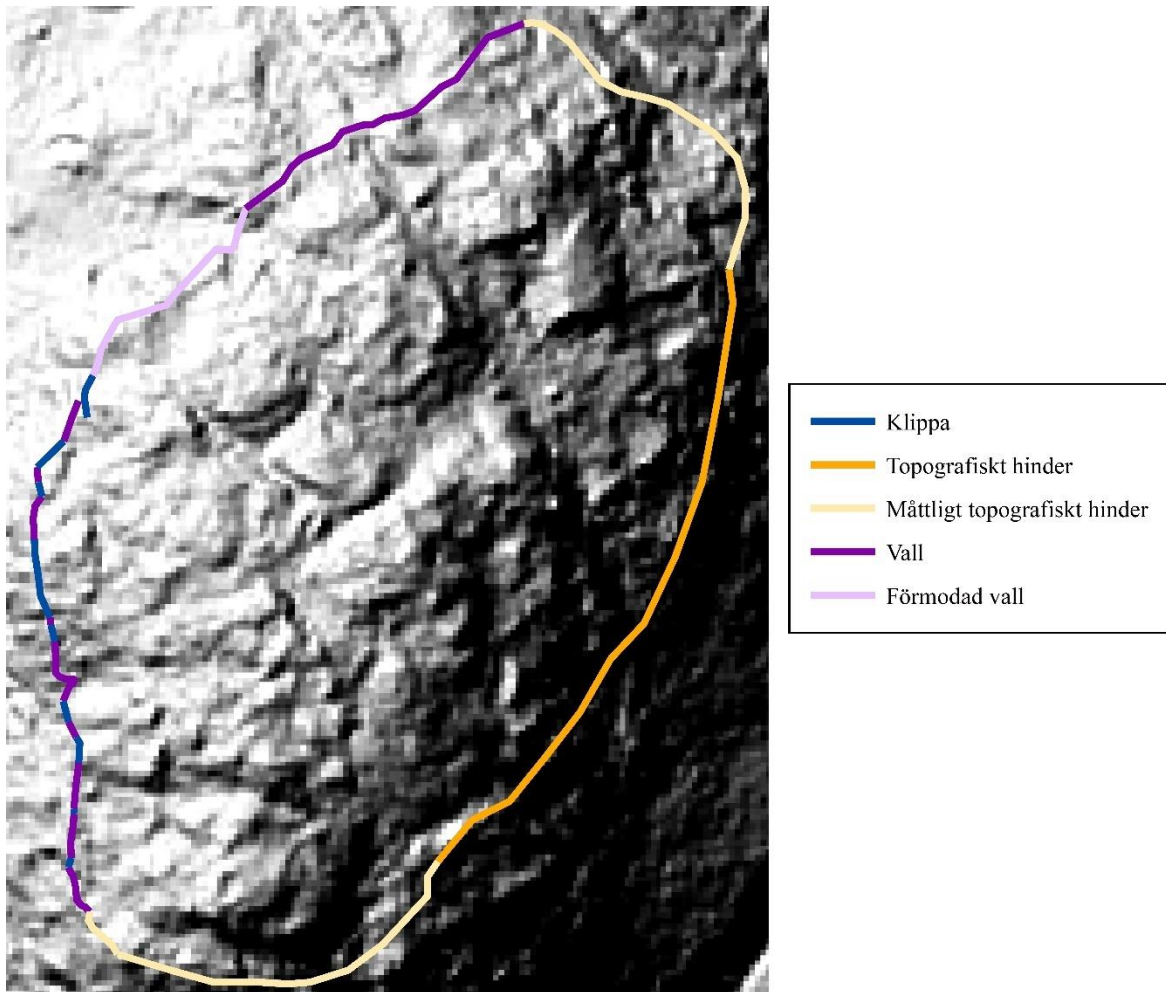 Klippa
Topografiskt hinder
Måttligt topografiskt hinder
Vall
Förmodad vall